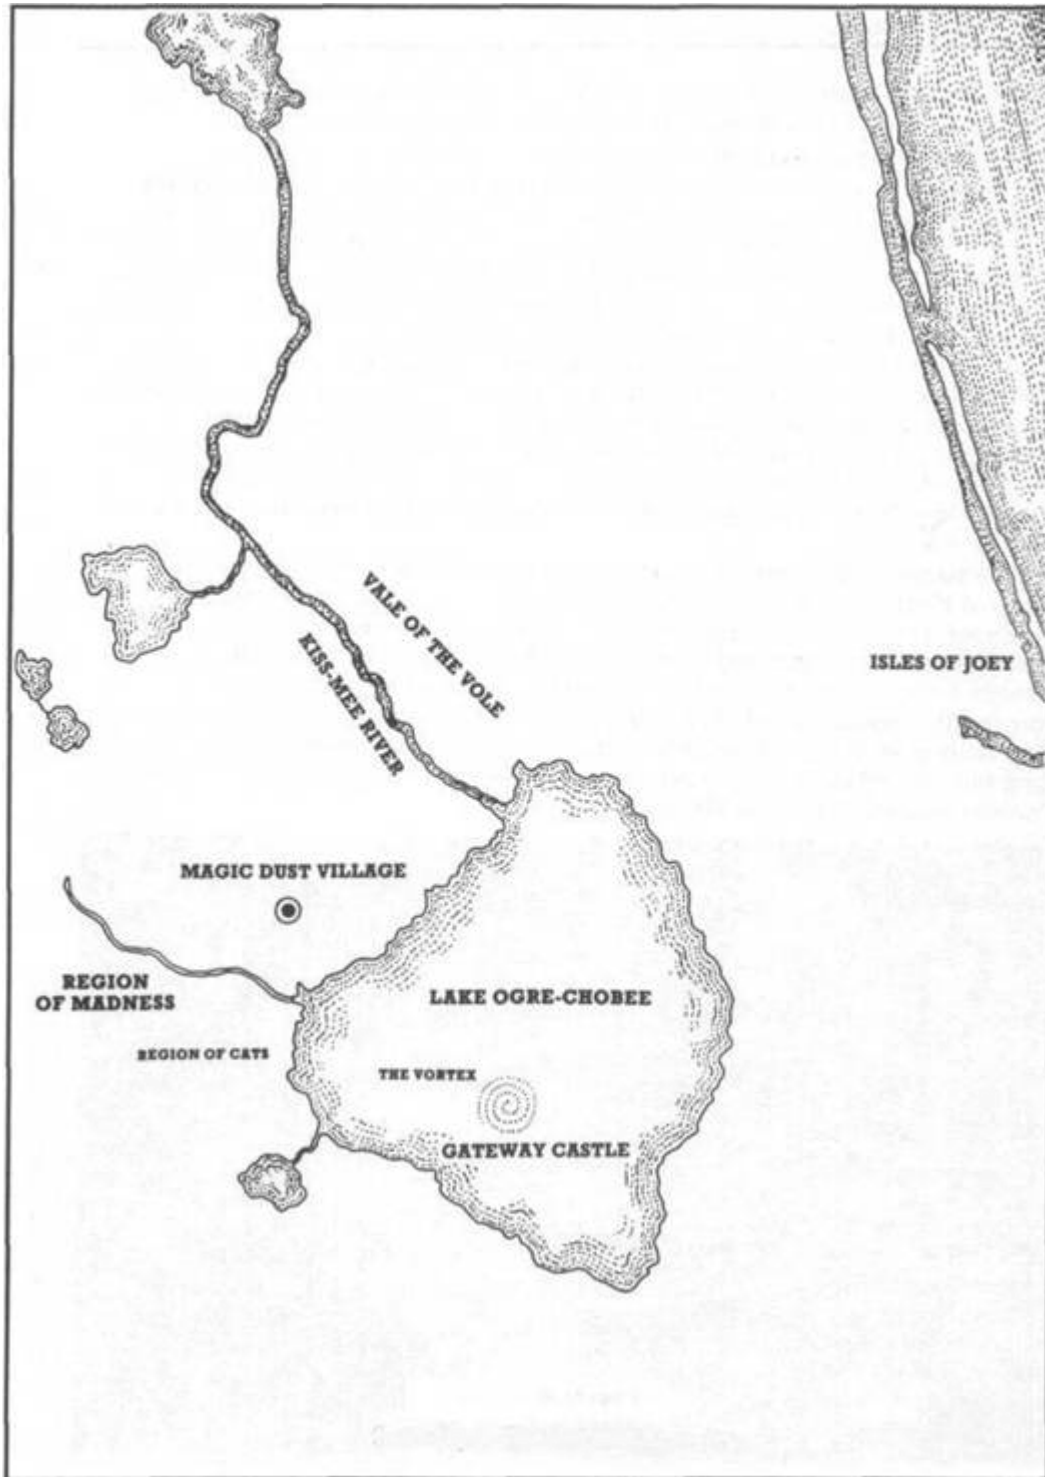 VALE OF THE VOLE
KISS-MEE RIVER
ISLES OF JOEY
MAGIC DUST VILLAGE
REGION
OF MADNESS
LAKE OGRE-CHOBEE
REGION OF CATS
THE VORTEX
GATEWAY CASTLE